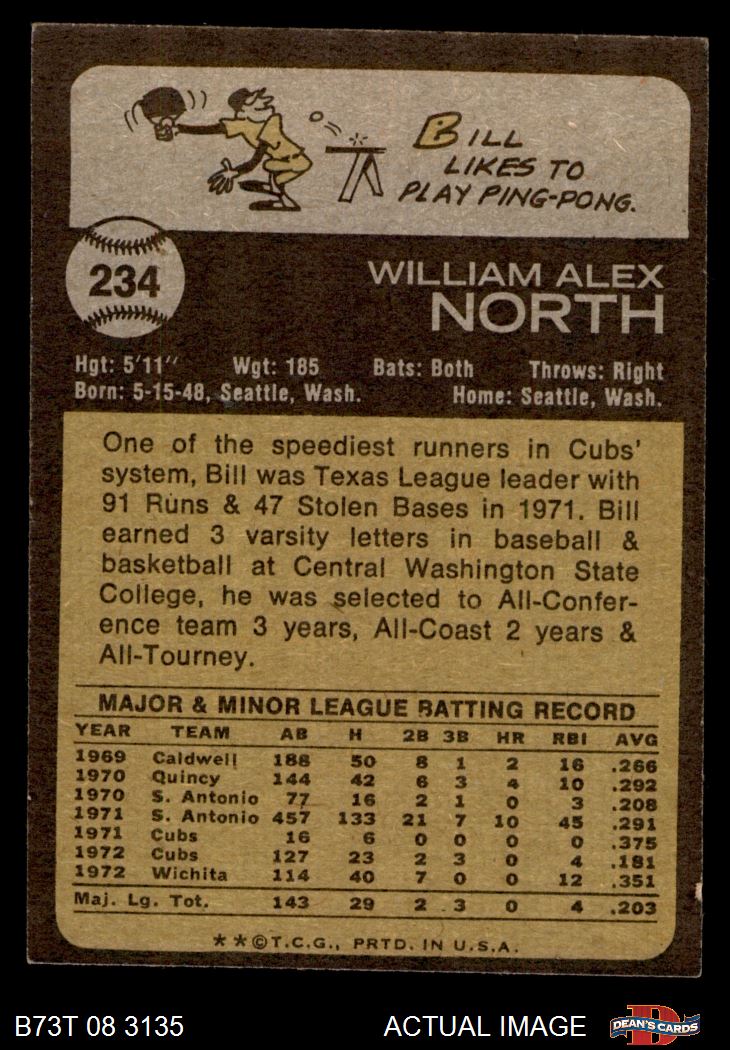 BILL
LIKES TO
PLAY PING-PONG.
234
WILLIAM ALEX
NORTH
Hgt: 5'11" Wgt: 185 Bats: Both Throws: Right
Born: 5-15-48, Seattle, Wash. Home: Seattle, Wash.
One of the speediest runners in Cubs'
system, Bill was Texas League leader with
91 Runs & 47 Stolen Bases in 1971. Bill
earned 3 varsity letters in baseball &
basketball at Central Washington State
College, he was selected to All-Confer-
ence team 3 years, All-Coast 2 years &
All-Tourney.
MAJOR & MINOR LEAGUE BATTING RECORD
YEAR TEAM AB H 2B 3B HR RBI AVG
1969 Caldwell 188 50 8 1 2 16 .266
1970 Quincy 144 42 6 3 4 10 .292
1970 S. Antonio 77 16 2 1 0 3 .208
1971 S. Antonio 457 133 21 7 10 45 .291
1971 Cubs 16 6 0 0 0 0 .375
1972 Cubs 127 23 2 3 0 4 .181
1972 Wichita 114 40 7 0 0 12 .351
Maj. Lg. Tot. 143 29 2 3 0 4 .203
**©T.C.G., PRTD. IN U.S.A.
B73T 08 3135 ACTUAL IMAGE
D
DEAN'S CARDS